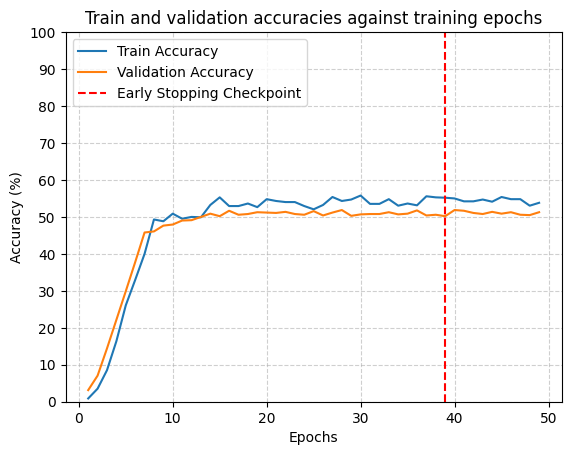 Train and validation accuracies against training epochs
Train Accuracy
Validation Accuracy
Early Stopping Checkpoint
Accuracy (%)
100
90
80
70
60
50
40
30
20
10
0
0 10 20 30 40 50
Epochs